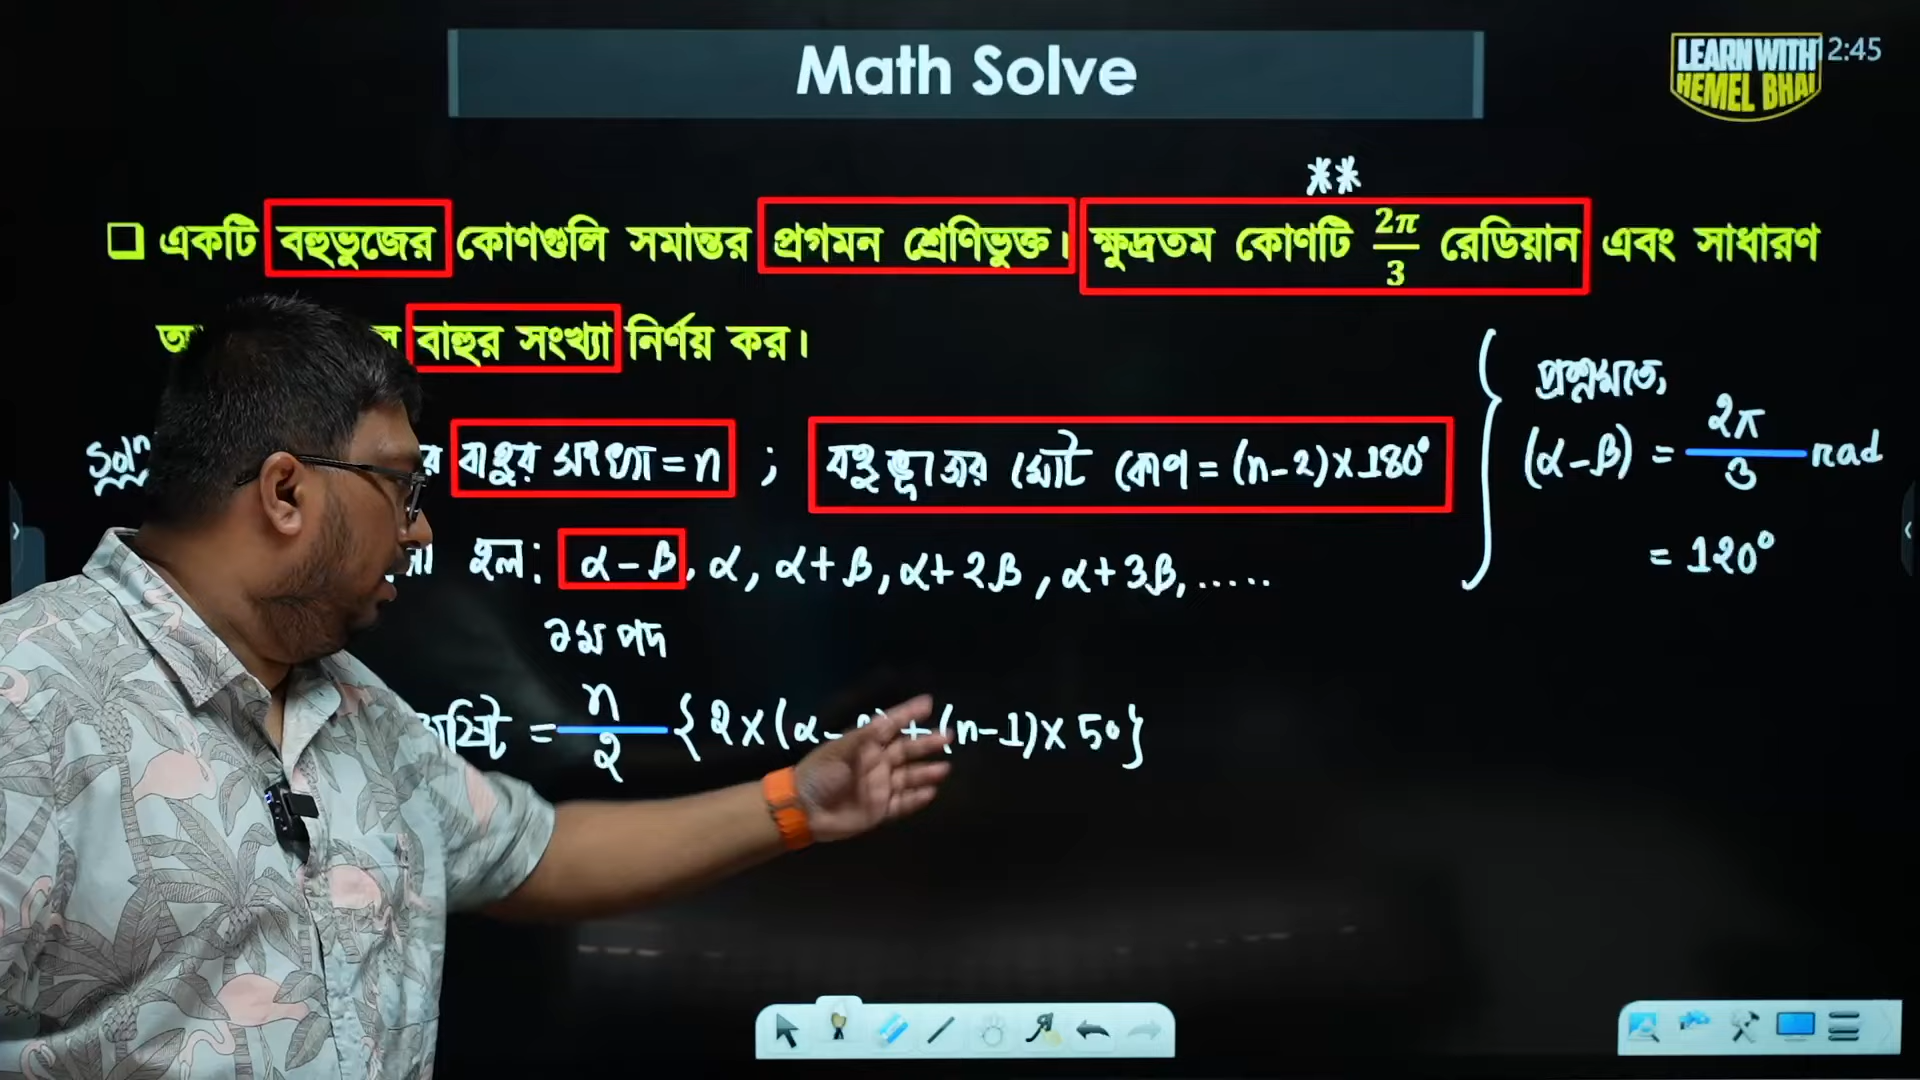 Math Solve
LEARN WITH HEMEL BHAI
2:45
**
একটি বহুভুজের কোণগুলি সমান্তর প্রগমন শ্রেণিভুক্ত। ক্ষুদ্রতম কোণটি 2π/3 রেডিয়ান এবং সাধারণ
বাহুর সংখ্যা নির্ণয় কর।
Soln
র বাহুর সংখ্যা = n ; বহুভুজের মোট কোণ = (n-2)×180°
হল: α-β, α, α+β, α+2β, α+3β, .....
১ম পদ
= n/2 {2×(α- +(n-1)×5°}
প্রশ্নমতে,
(α-β) = 2π/3 rad
= 120°